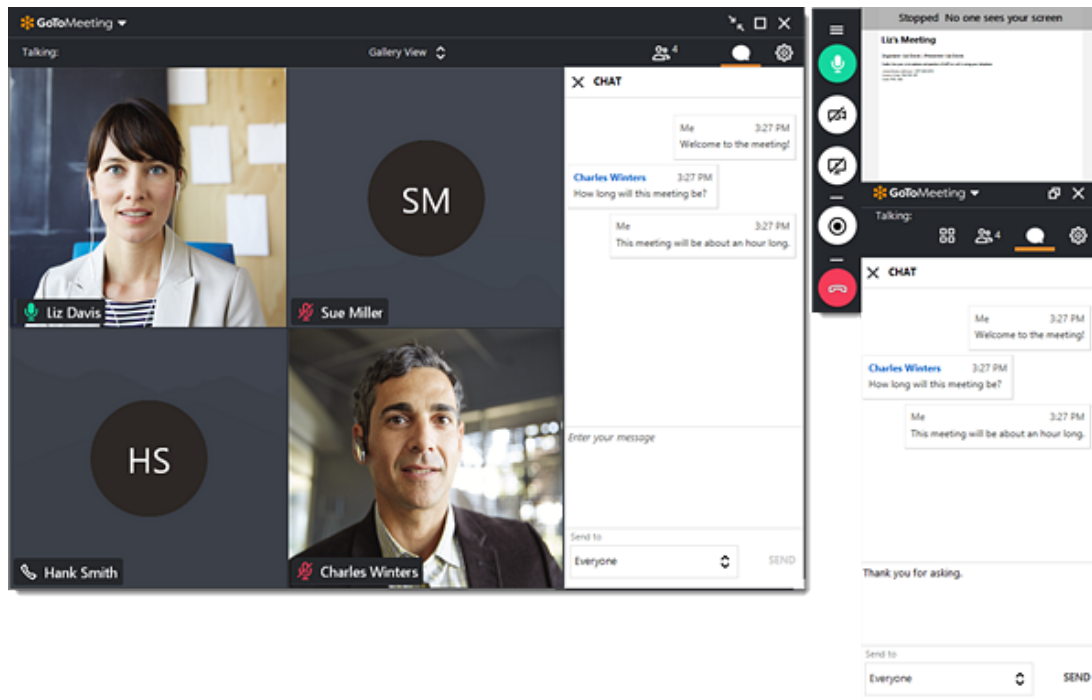 GoToMeeting
Talking:
Gallery View
4
CHAT
Me 3:27 PM
Welcome to the meeting!
Charles Winters 3:27 PM
How long will this meeting be?
Me 3:27 PM
This meeting will be about an hour long.
SM
Liz Davis
Sue Miller
HS
Hank Smith
Charles Winters
Enter your message
Send to
Everyone
SEND
Stopped No one sees your screen
Liz's Meeting
GoToMeeting
Talking:
4
CHAT
Me 3:27 PM
Welcome to the meeting!
Charles Winters 3:27 PM
How long will this meeting be?
Me 3:27 PM
This meeting will be about an hour long.
Thank you for asking.
Send to
Everyone
SEND